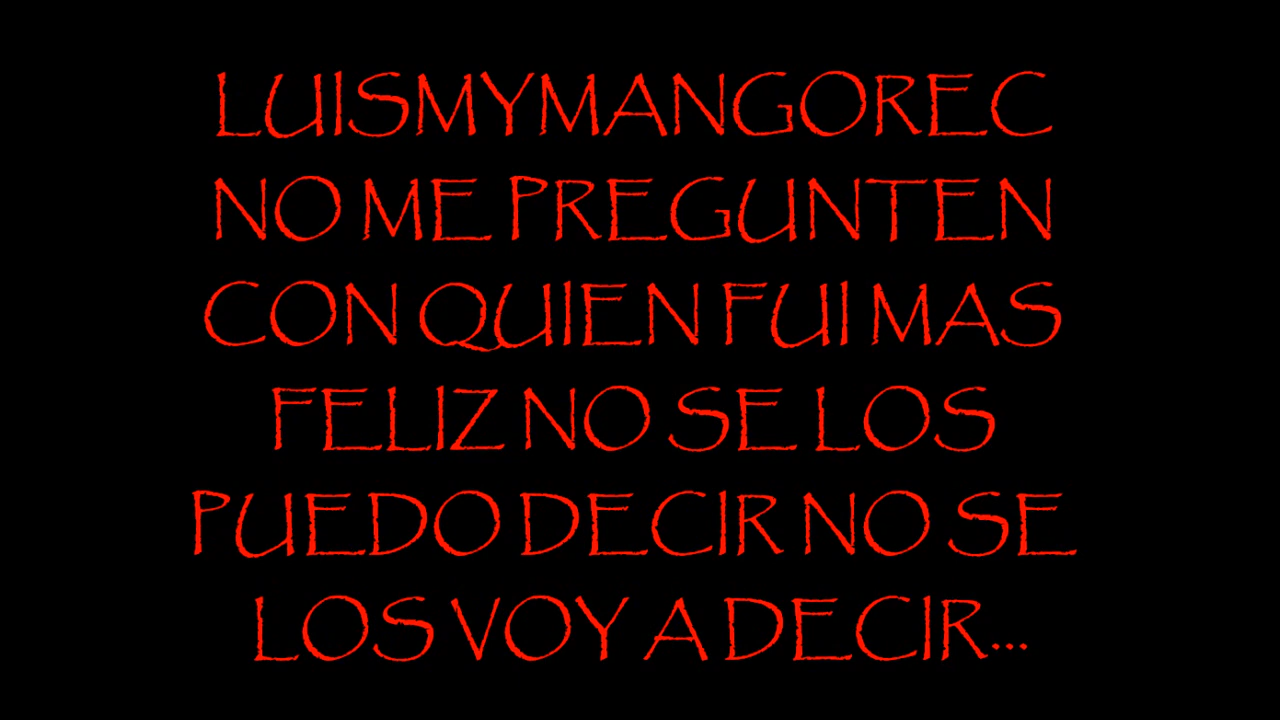 LUISMYMANGOREC
NO ME PREGUNTEN
CON QUIEN FUI MAS
FELIZ NO SE LOS
PUEDO DECIR NO SE
LOS VOY A DECIR...